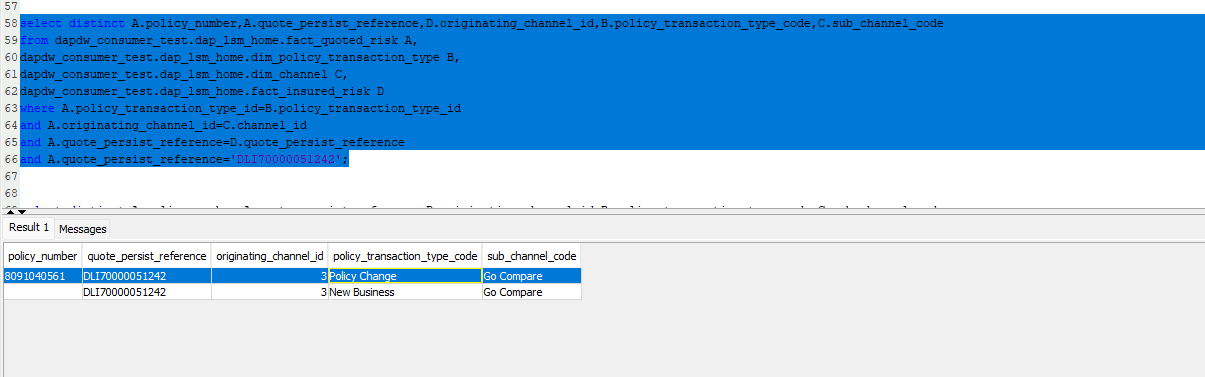 57
58 select distinct A.policy_number,A.quote_persist_reference,D.originating_channel_id,B.policy_transaction_type_code,C.sub_channel_code
59 from dapdw_consumer_test.dap_lsm_home.fact_quoted_risk A,
60 dapdw_consumer_test.dap_lsm_home.dim_policy_transaction_type B,
61 dapdw_consumer_test.dap_lsm_home.dim_channel C,
62 dapdw_consumer_test.dap_lsm_home.fact_insured_risk D
63 where A.policy_transaction_type_id=B.policy_transaction_type_id
64 and A.originating_channel_id=C.channel_id
65 and A.quote_persist_reference=D.quote_persist_reference
66 and A.quote_persist_reference='DLI70000051242';
67
68
Result 1 Messages
policy_number quote_persist_reference originating_channel_id policy_transaction_type_code sub_channel_code
8091040561 DLI70000051242 3 Policy Change Go Compare
DLI70000051242 3 New Business Go Compare